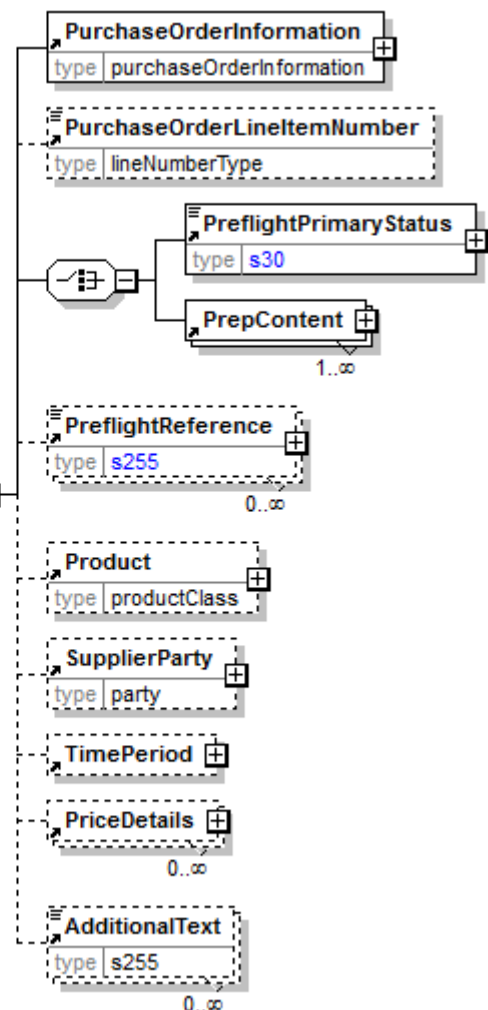 PurchaseOrderInformation
type purchaseOrderInformation
PurchaseOrderLineItemNumber
type lineNumberType
PreflightPrimaryStatus
type s30
PrepContent
1..∞
PreflightReference
type s255
0..∞
Product
type productClass
SupplierParty
type party
TimePeriod
PriceDetails
0..∞
AdditionalText
type s255
0..∞